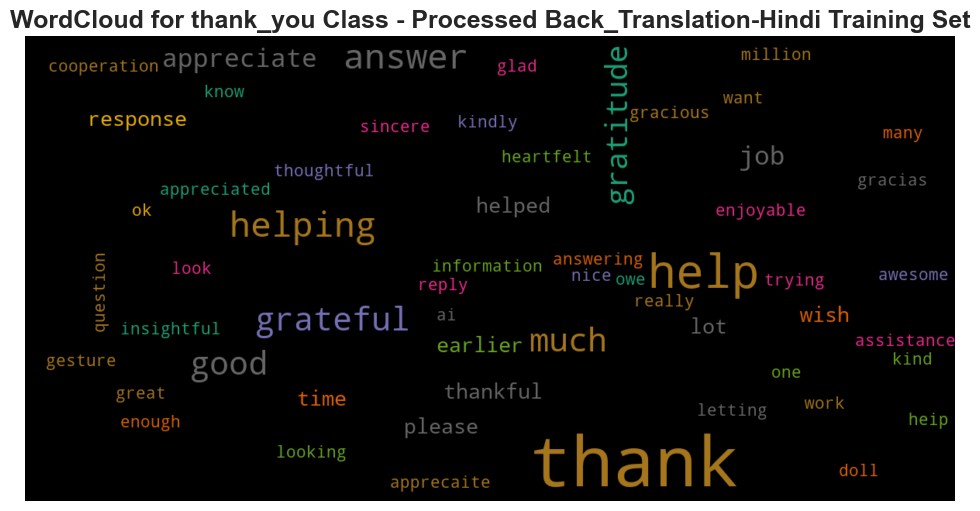 WordCloud for thank_you Class - Processed Back_Translation-Hindi Training Set
cooperation
appreciate
answer
glad
gratitude
million
know
want
response
sincere
kindly
gracious
many
heartfelt
job
thoughtful
appreciated
gracias
ok
helping
helped
enjoyable
question
look
information
answering
nice
owe
help
trying
awesome
reply
really
insightful
grateful
ai
earlier
much
lot
wish
assistance
gesture
good
kind
one
great
time
thankful
letting
work
enough
please
heip
looking
thank
doll
apprecaite